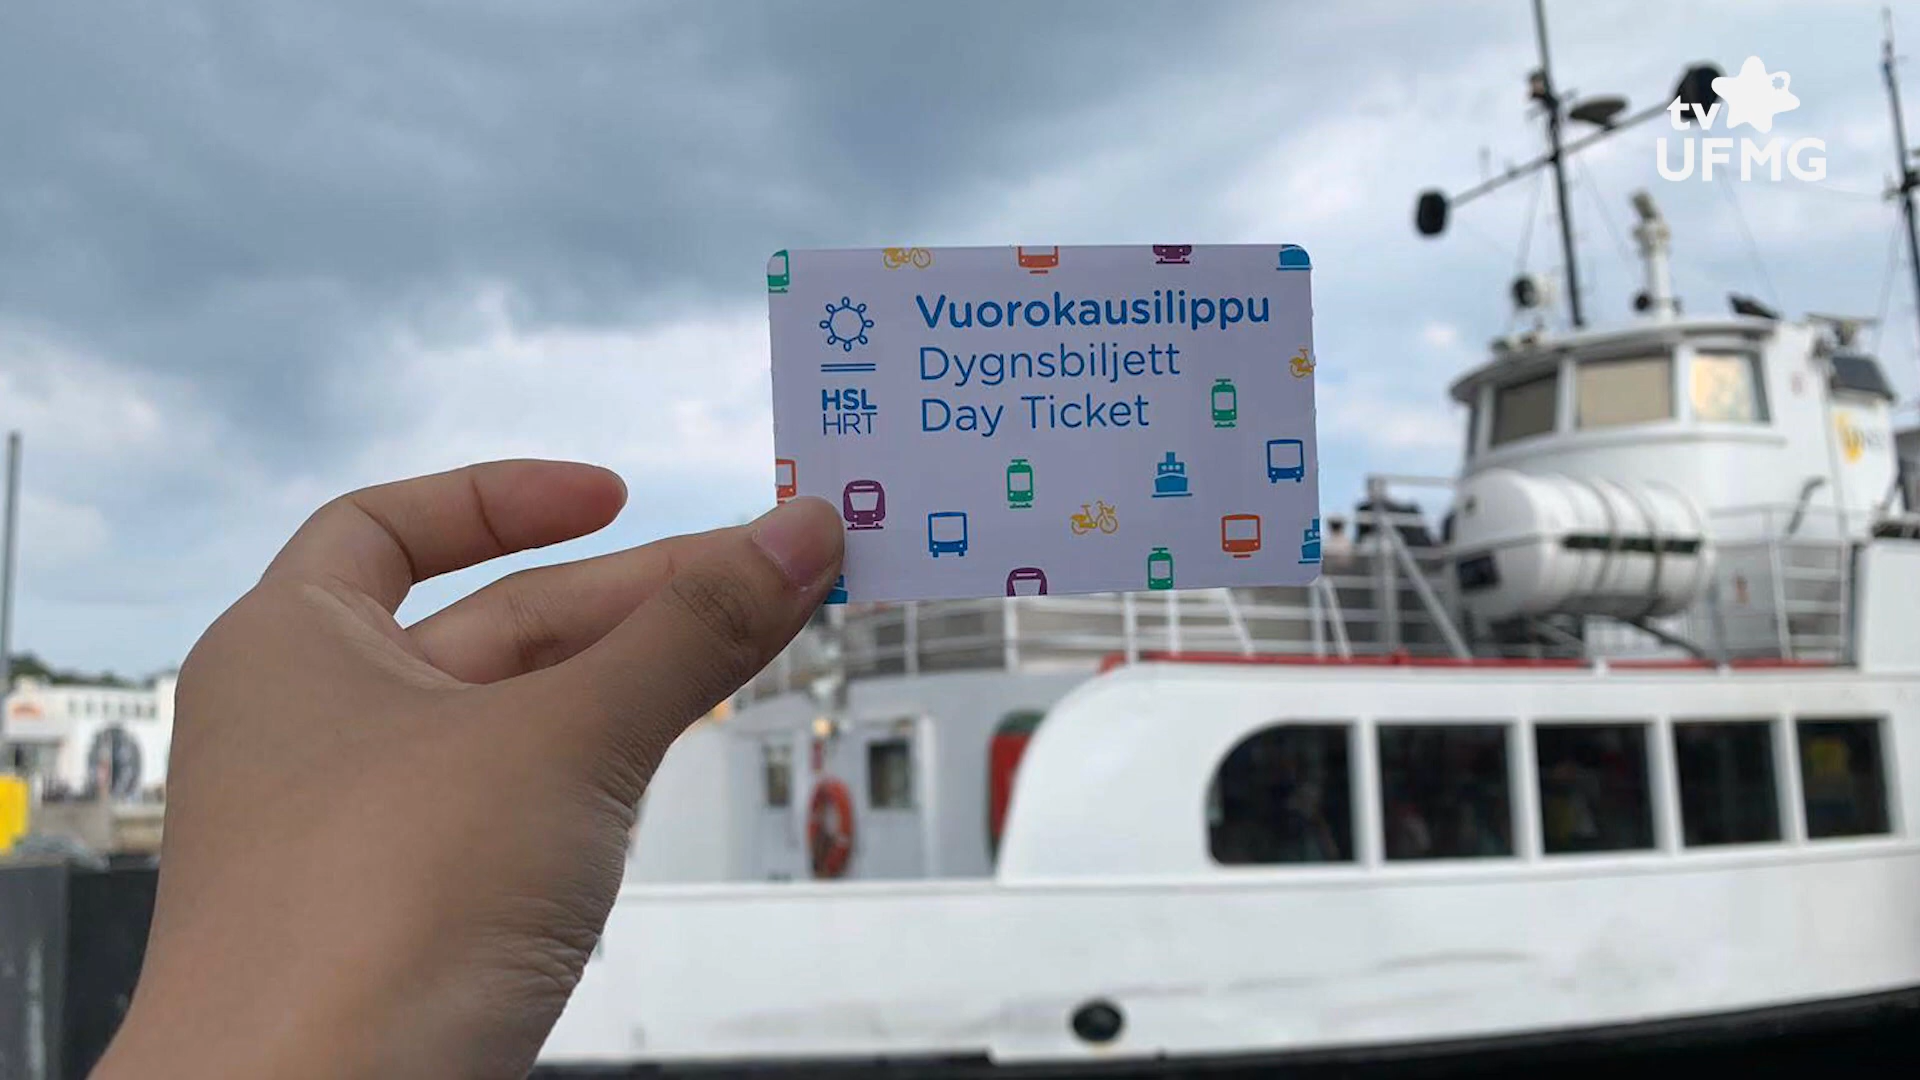 tv
UFMG
Vuorokausilippu
Dygnsbiljett
Day Ticket
HSL
HRT